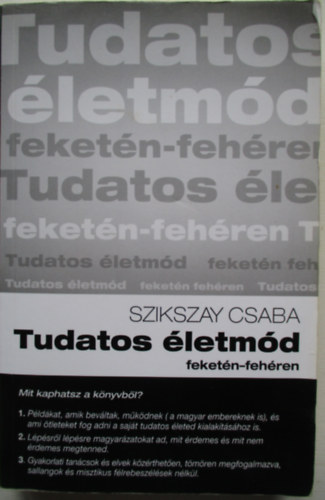 Tudatos
életmód
feketén-fehéren
Tudatos éle
feketén-fehéren T
Tudatos életmód feketén feh
Tudatos életmód feketén fehéren Tudatos
SZIKSZAY CSABA
Tudatos életmód
feketén-fehéren
Mit kaphatsz a könyvből?
1. Példákat, amik beváltak, működnek ( a magyar embereknek is), és
ami ötleteket fog adni a saját tudatos életed kialakításához is.
2. Lépésről lépésre magyarázatokat ad, mit érdemes és mit nem
érdemes megtenned.
3. Gyakorlati tanácsok és elvek közérthetően, tömören megfogalmazva,
sallangok és misztikus félrebeszélések nélkül.